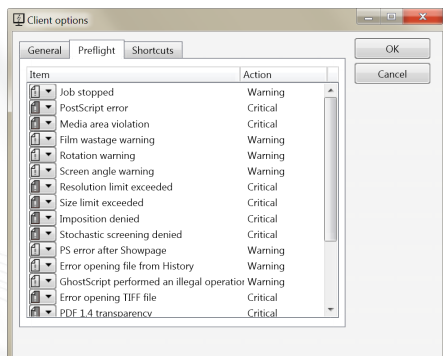 Client options
General Preflight Shortcuts OK
Cancel
Item Action
Job stopped Warning
PostScript error Critical
Media area violation Critical
Film wastage warning Warning
Rotation warning Warning
Screen angle warning Warning
Resolution limit exceeded Critical
Size limit exceeded Critical
Imposition denied Critical
Stochastic screening denied Critical
PS error after Showpage Warning
Error opening file from History Warning
GhostScript performed an illegal operatior Warning
Error opening TIFF file Critical
PDF 1.4 transparency Critical